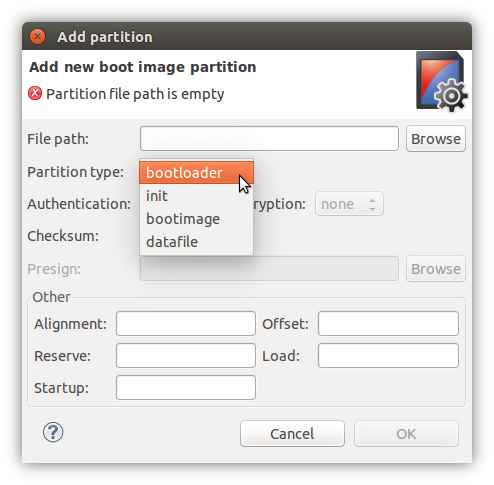 Add partition
Add new boot image partition
Partition file path is empty
File path: Browse
Partition type: bootloader
init
Authentication: ryption: none
bootimage
Checksum: datafile
Presign: Browse
Other
Alignment: Offset:
Reserve: Load:
Startup:
? Cancel OK